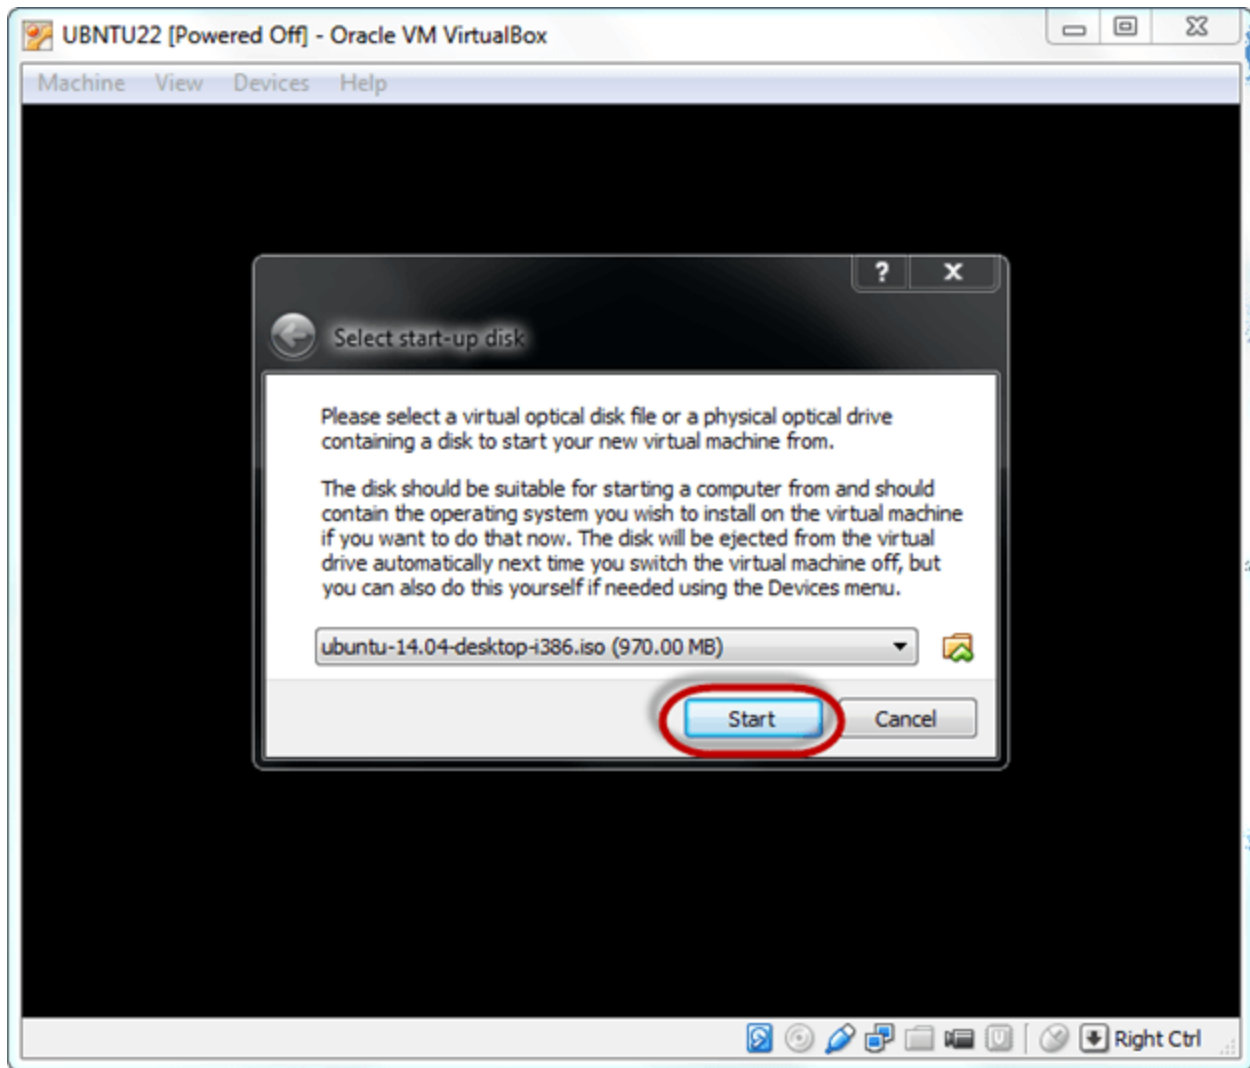 UBNTU22 [Powered Off] - Oracle VM VirtualBox
Machine View Devices Help
? x
Select start-up disk
Please select a virtual optical disk file or a physical optical drive
containing a disk to start your new virtual machine from.
The disk should be suitable for starting a computer from and should
contain the operating system you wish to install on the virtual machine
if you want to do that now. The disk will be ejected from the virtual
drive automatically next time you switch the virtual machine off, but
you can also do this yourself if needed using the Devices menu.
ubuntu-14.04-desktop-i386.iso (970.00 MB)
Start Cancel
Right Ctrl